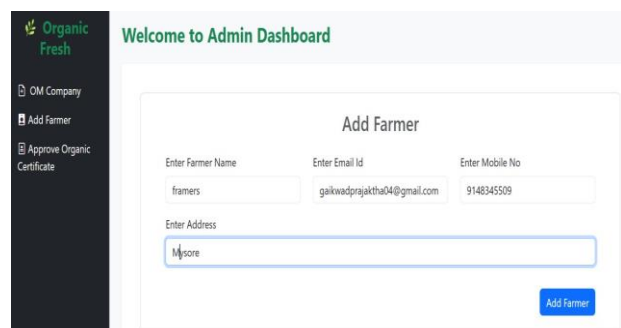 Organic
Fresh
Welcome to Admin Dashboard
OM Company
Add Farmer
Approve Organic
Certificate
Add Farmer
Enter Farmer Name Enter Email Id Enter Mobile No
framers gaikwadprajaktha04@gmail.com 9148345509
Enter Address
Mysore
Add Farmer